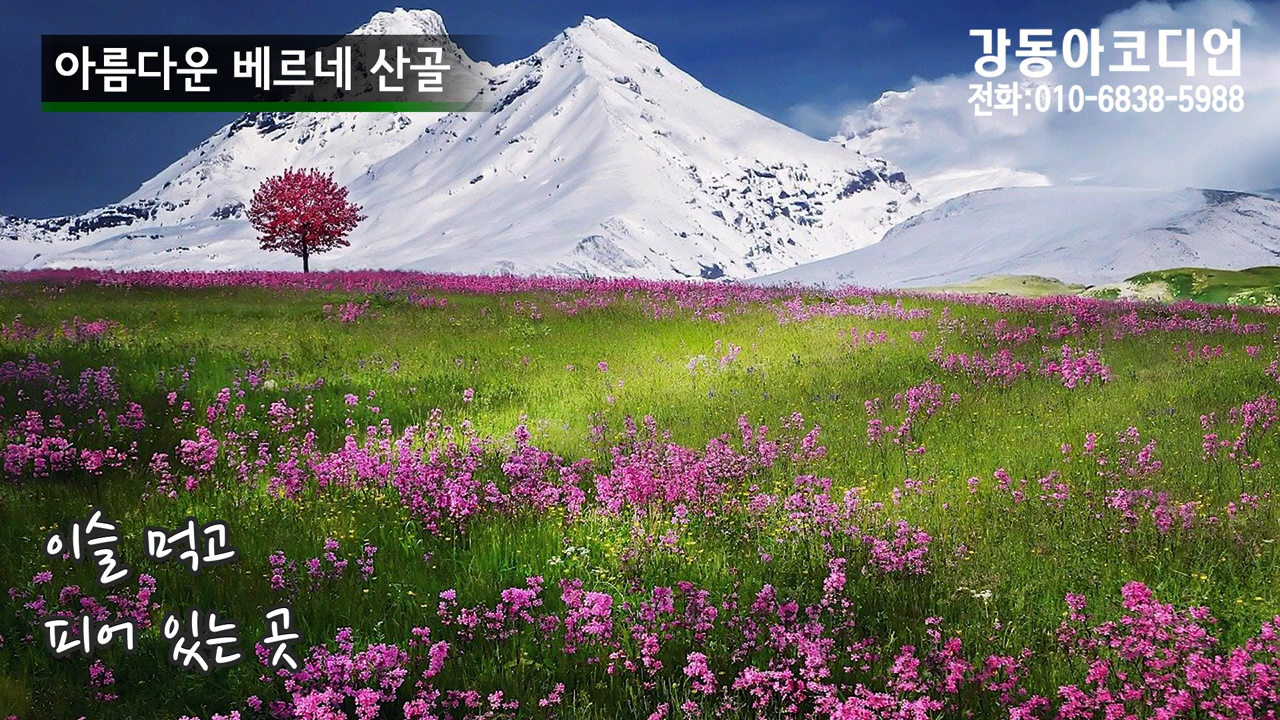 아름다운 베르네 산골
강동아코디언
전화:010-6838-5988
이슬 먹고
피어 있는 곳